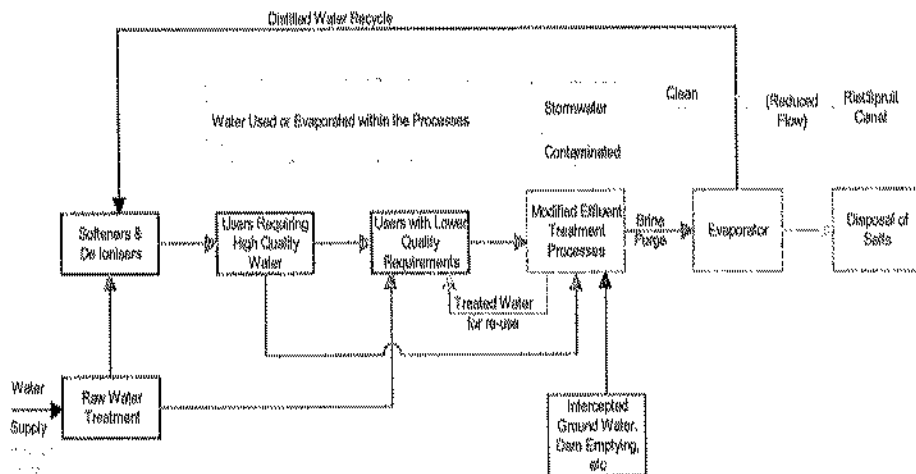 Distilled Water Recycle
Water Used or Evaporated within the Processes
Stormwater
Contaminated
Clean
(Reduced
Flow)
Rietspruit
Canal
Softeners &
De Ionisers
Users Requiring
High Quality
Water
Users with Lower
Quality
Requirements
Modified Effluent
Treatment
Processes
Brine
Purge
Evaporator
Disposal of
Salts
Treated Water
for re-use
Water
Supply
Raw Water
Treatment
Intercepted
Ground Water,
Dam Emptying,
etc